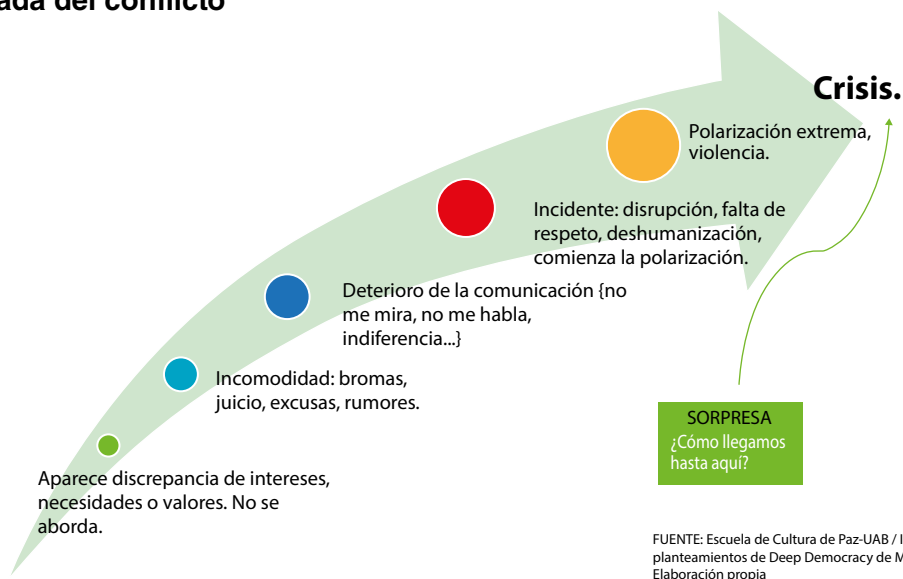 del conflicto
Crisis.
Polarización extrema,
violencia.
Incidente: disrupción, falta de
respeto, deshumanización,
comienza la polarización.
Deterioro de la comunicación {no
me mira, no me habla,
indiferencia...}
Incomodidad: bromas,
juicio, excusas, rumores.
Aparece discrepancia de intereses,
necesidades o valores. No se
aborda.
SORPRESA
¿Cómo llegamos
hasta aquí?
FUENTE: Escuela de Cultura de Paz-UAB /
planteamientos de Deep Democracy de
Elaboración propia